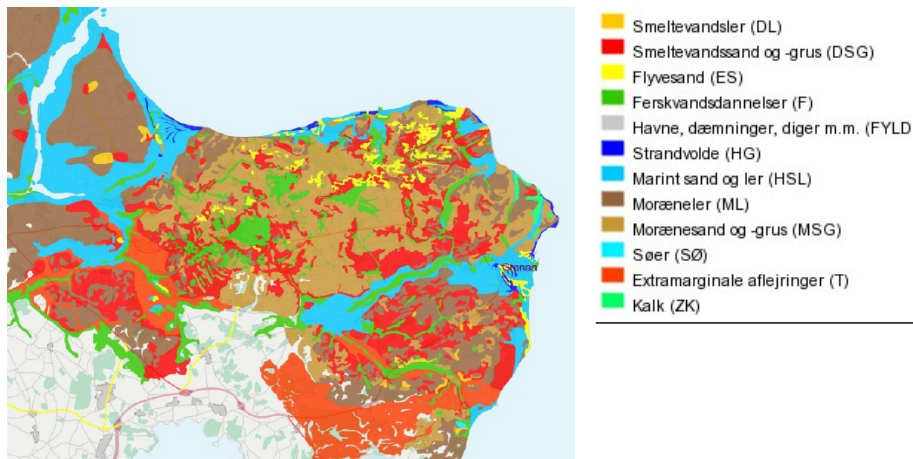 Grenaa
Smeltevandsler (DL)
Smeltevandssand og -grus (DSG)
Flyvesand (ES)
Ferskvandsdannelser (F)
Havne, dæmninger, diger m.m. (FYLD
Strandvolde (HG)
Marint sand og ler (HSL)
Moræneler (ML)
Morænesand og -grus (MSG)
Søer (SØ)
Extramarginale aflejringer (T)
Kalk (ZK)